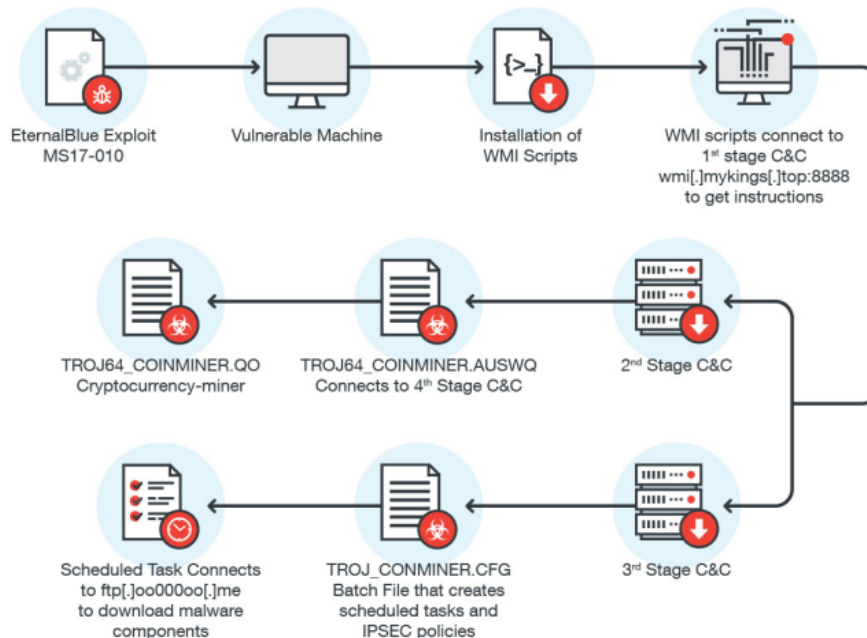 EternalBlue Exploit
MS17-010
Vulnerable Machine
{>_}
Installation of
WMI Scripts
WMI scripts connect to
1st stage C&C
wmi[.]mykings[.]top:8888
to get instructions
TROJ64_COINMINER.QO
Cryptocurrency-miner
TROJ64_COINMINER.AUSWQ
Connects to 4th Stage C&C
2nd Stage C&C
Scheduled Task Connects
to ftp[.]oo000oo[.]me
to download malware
components
TROJ_CONMINER.CFG
Batch File that creates
scheduled tasks and
IPSEC policies
3rd Stage C&C